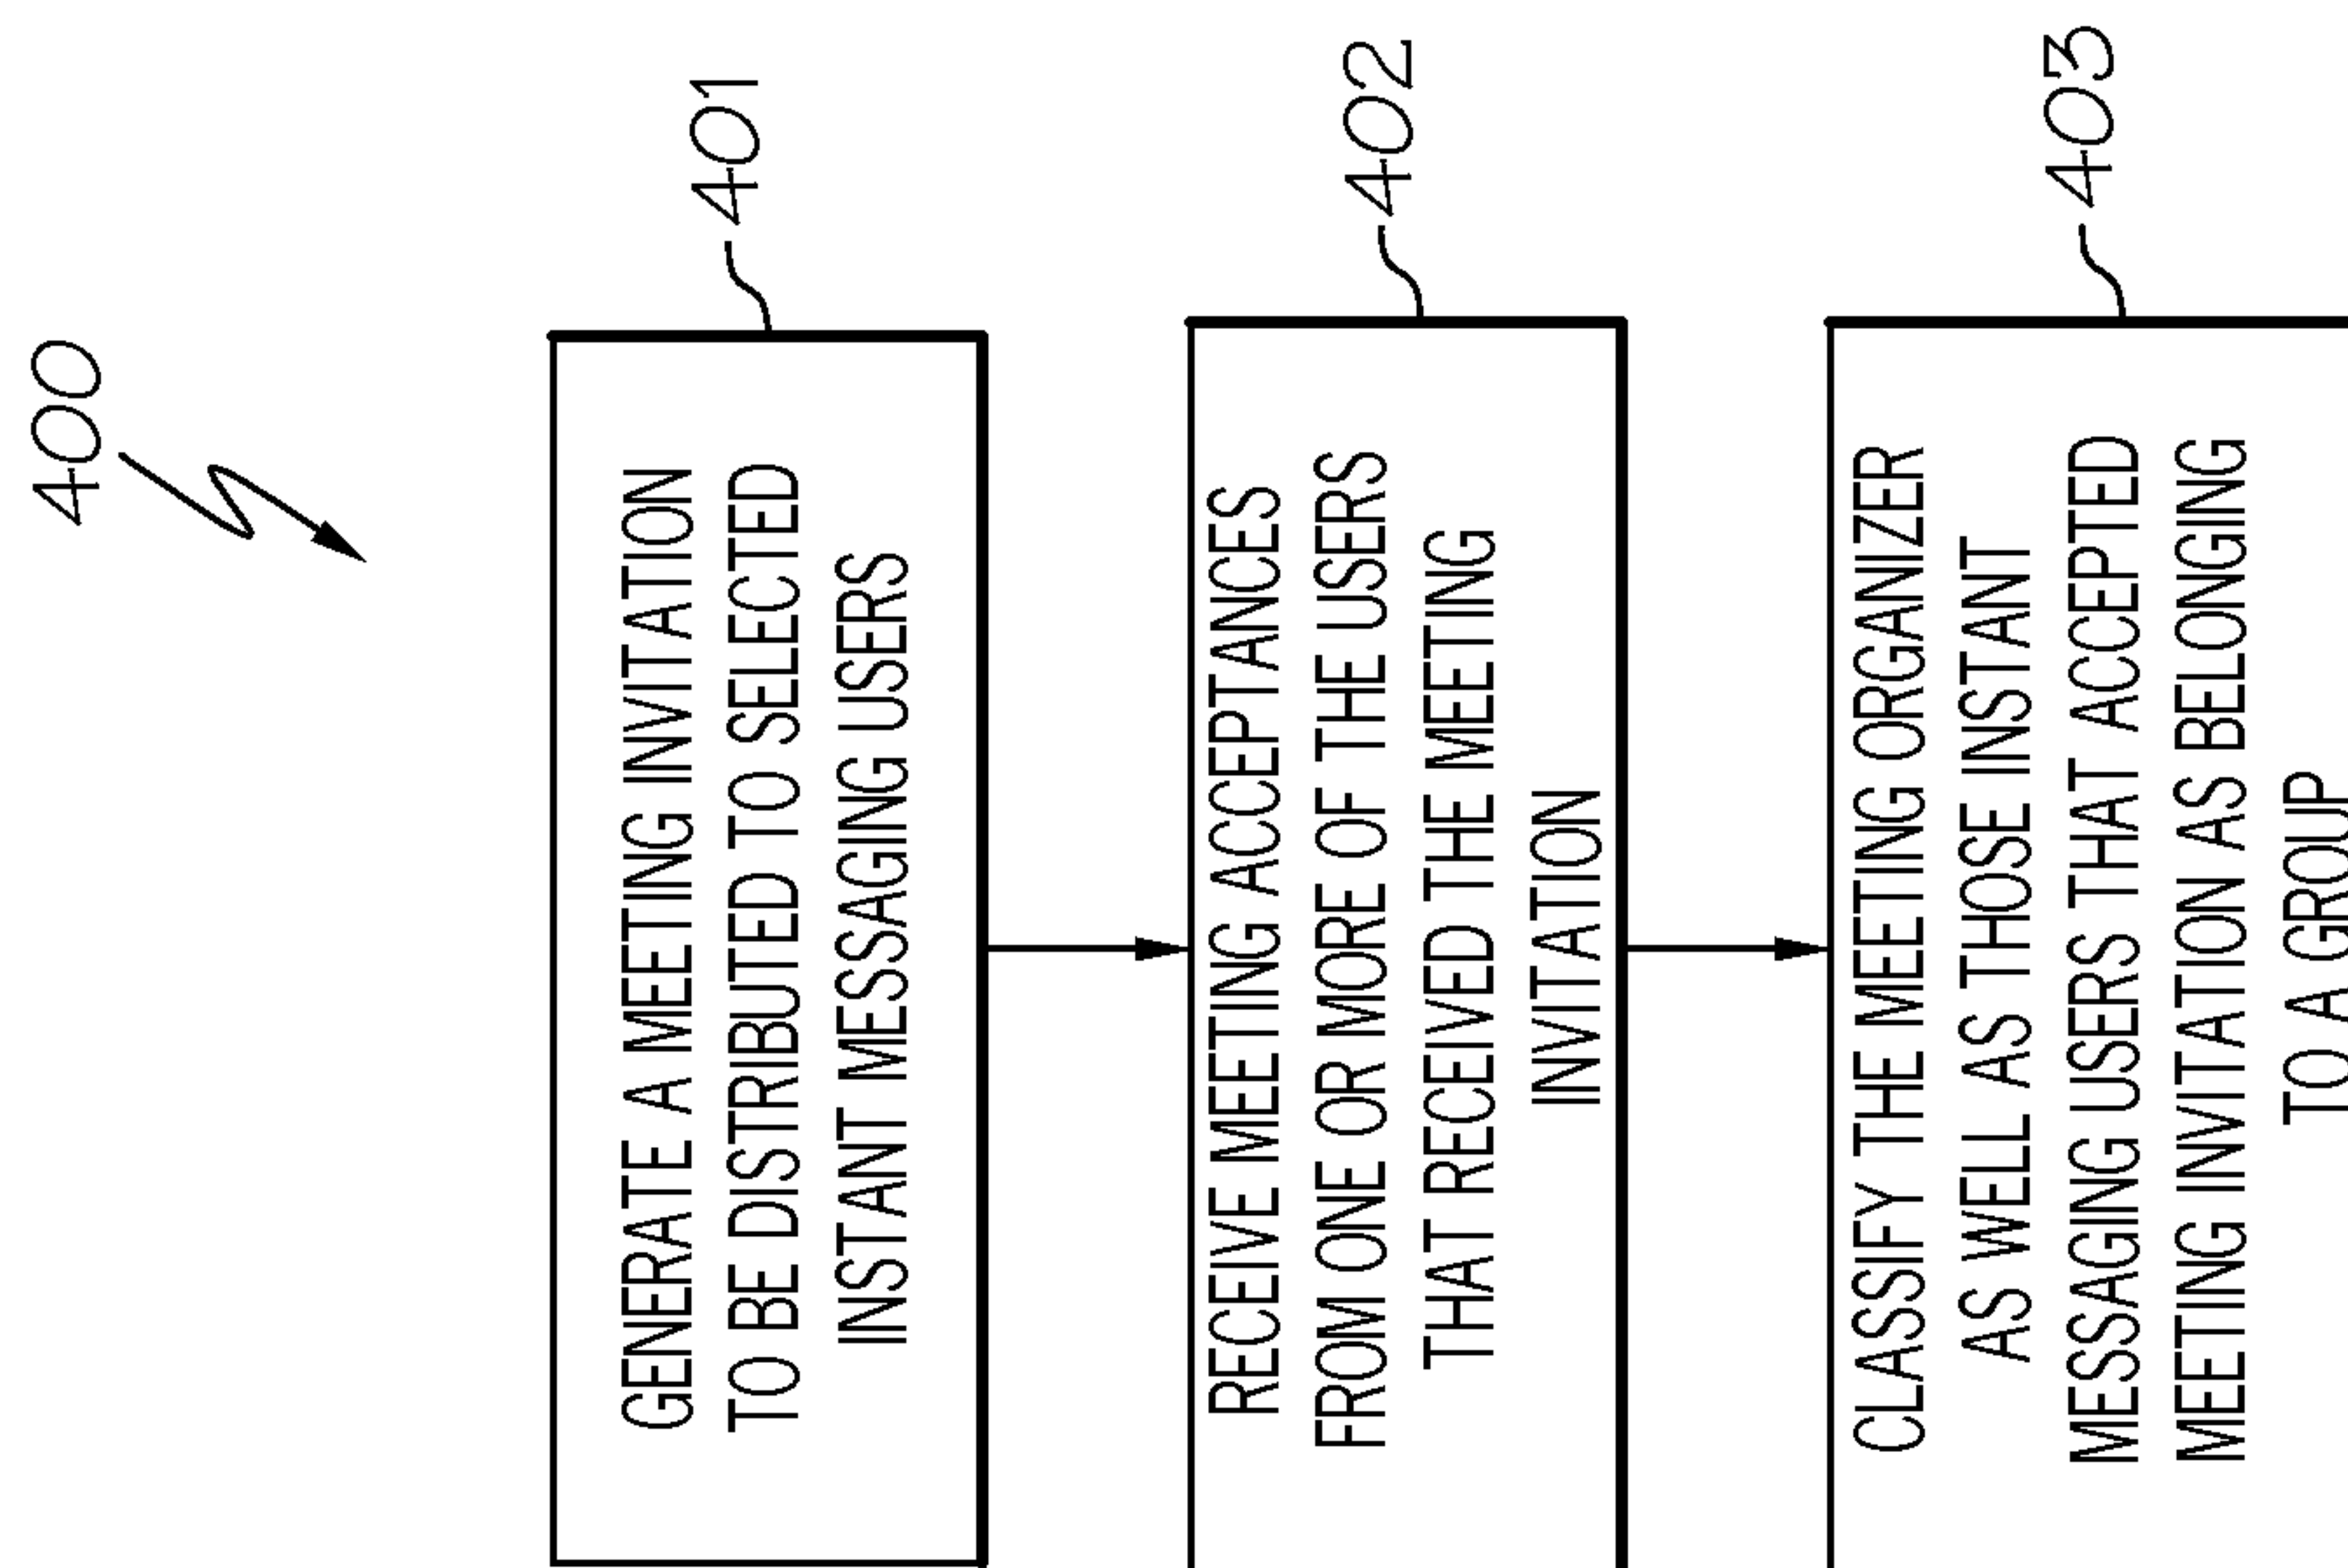 400
401
GENERATE A MEETING INVITATION
TO BE DISTRIBUTED TO SELECTED
INSTANT MESSAGING USERS
402
RECEIVE MEETING ACCEPTANCES
FROM ONE OR MORE OF THE USERS
THAT RECEIVED THE MEETING
INVITATION
403
CLASSIFY THE MEETING ORGANIZER
AS WELL AS THOSE INSTANT
MESSAGING USERS THAT ACCEPTED
MEETING INVITATION AS BELONGING
TO A GROUP